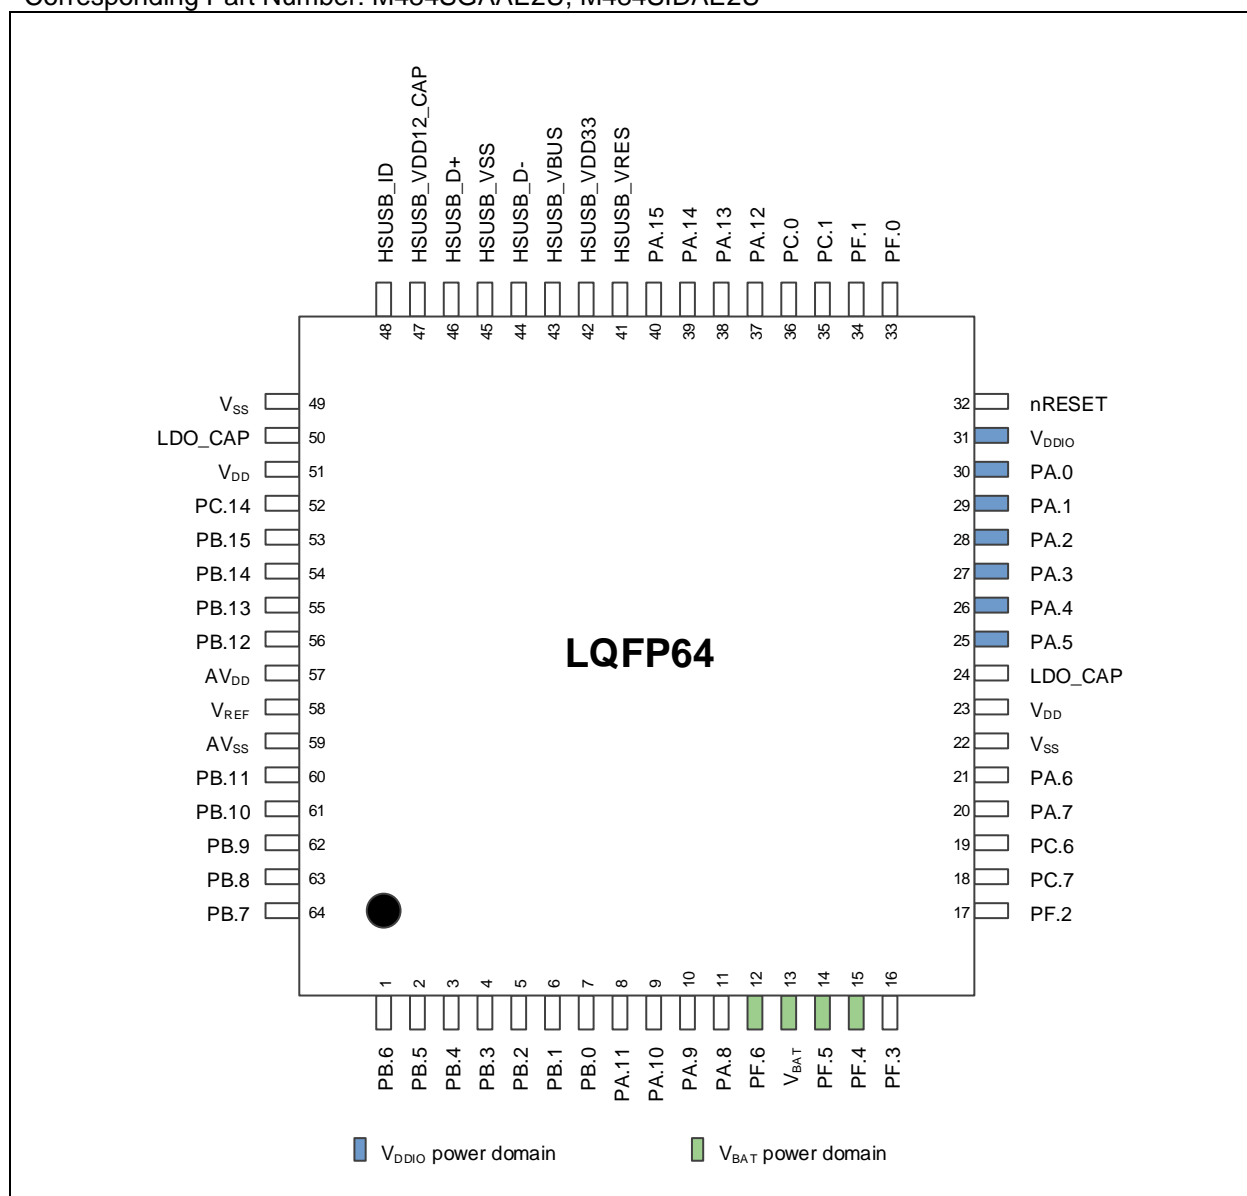 HSUSB_ID
HSUSB_VDD12_CAP
HSUSB_D+
HSUSB_VSS
HSUSB_D-
HSUSB_VBUS
HSUSB_VDD33
HSUSB_VRES
PA.15
PA.14
PA.13
PA.12
PC.0
PC.1
PF.1
PF.0
48 47 46 45 44 43 42 41 40 39 38 37 36 35 34 33
VSS 49
LDO_CAP 50
VDD 51
PC.14 52
PB.15 53
PB.14 54
PB.13 55
PB.12 56
AVDD 57
VREF 58
AVSS 59
PB.11 60
PB.10 61
PB.9 62
PB.8 63
PB.7 64
LQFP64
32 nRESET
31 VDDIO
30 PA.0
29 PA.1
28 PA.2
27 PA.3
26 PA.4
25 PA.5
24 LDO_CAP
23 VDD
22 VSS
21 PA.6
20 PA.7
19 PC.6
18 PC.7
17 PF.2
1 2 3 4 5 6 7 8 9 10 11 12 13 14 15 16
PB.6
PB.5
PB.4
PB.3
PB.2
PB.1
PB.0
PA.11
PA.10
PA.9
PA.8
PF.6
VBAT
PF.5
PF.4
PF.3
VDDIO power domain
VBAT power domain